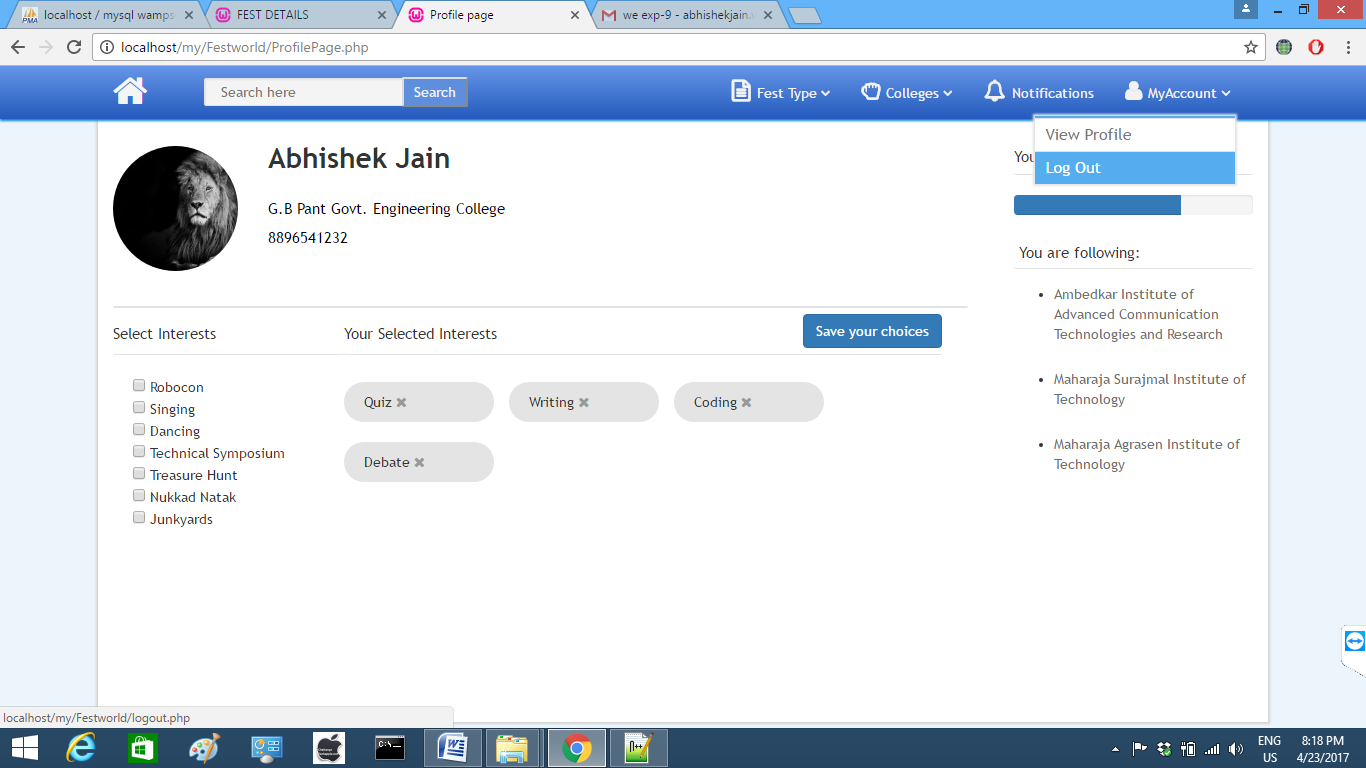 localhost / mysql wamps
FEST DETAILS
Profile page
we exp-9 - abhishekjain.
localhost/my/Festworld/ProfilePage.php
Search here
Search
Fest Type
Colleges
Notifications
MyAccount
View Profile
Log Out
Abhishek Jain
G.B Pant Govt. Engineering College
8896541232
You
You are following:
Ambedkar Institute of
Advanced Communication
Technologies and Research
Maharaja Surajmal Institute of
Technology
Maharaja Agrasen Institute of
Technology
Select Interests
Your Selected Interests
Save your choices
Robocon
Singing
Dancing
Technical Symposium
Treasure Hunt
Nukkad Natak
Junkyards
Quiz
Writing
Coding
Debate
localhost/my/Festworld/logout.php
ENG
US
8:18 PM
4/23/2017